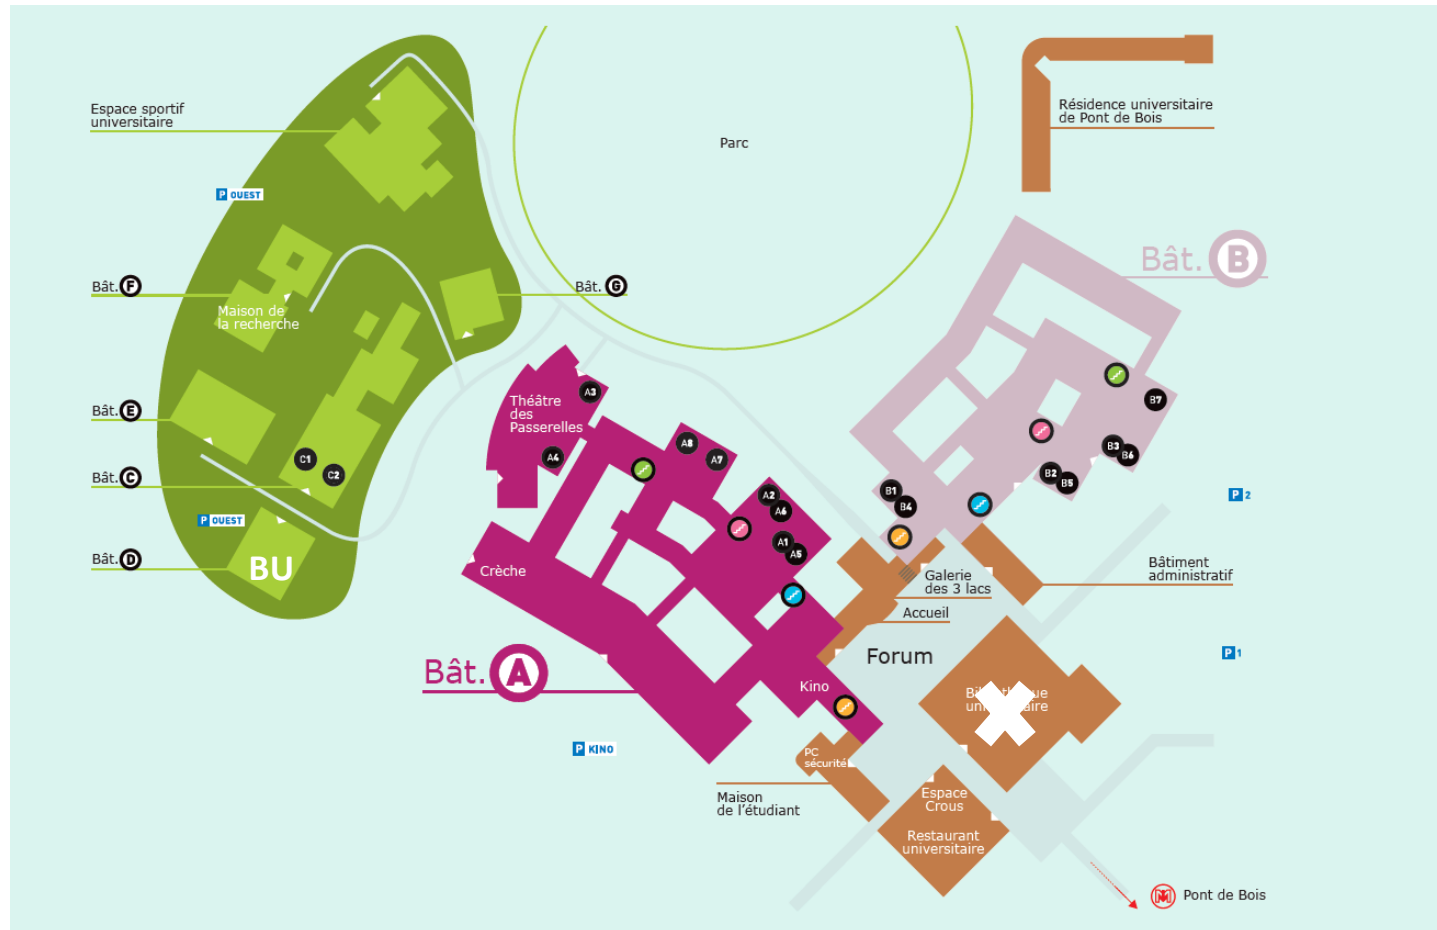 Espace sportif
universitaire
P OUEST
Parc
Résidence universitaire
de Pont de Bois
Bât. B
Bât. F
Maison de
la recherche
Bât. G
Bât. E
Bât. C
C1
C2
P OUEST
Bât. D
BU
Théâtre
des
Passerelles
A3
A4
A8
A7
A2
A6
A1
A5
Crèche
Bât. A
Kino
P KINO
B7
B3
B6
B2
B5
B1
B4
P 2
Bâtiment
administratif
Galerie
des 3 lacs
Accueil
Forum
P 1
PC
sécurité
Maison
de l'étudiant
Espace
Crous
Restaurant
universitaire
Pont de Bois